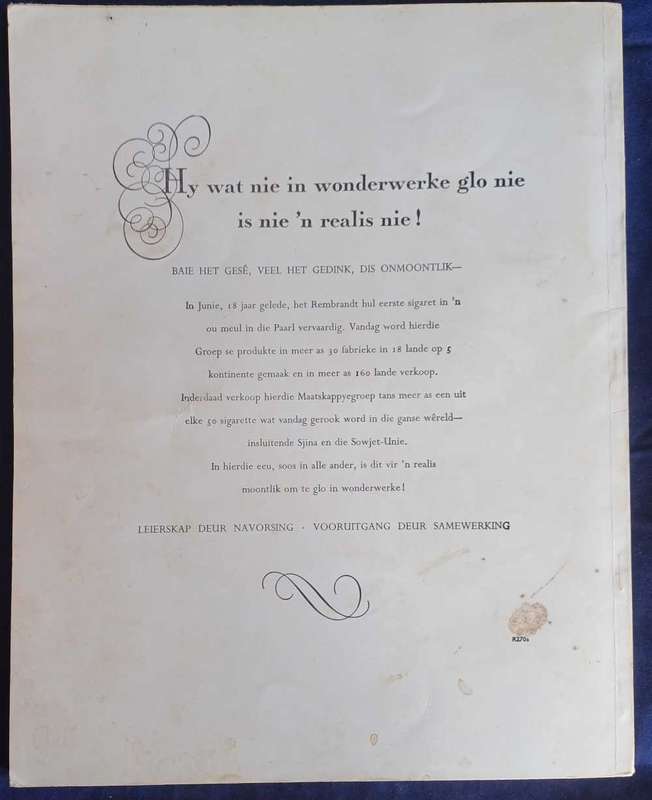 Hy wat nie in wonderwerke glo nie
is nie 'n realis nie!
BAIE HET GESÊ, VEEL HET GEDINK, DIS ONMOONTLIK—
In Junie, 18 jaar gelede, het Rembrandt hul eerste sigaret in 'n
ou meul in die Paarl vervaardig. Vandag word hierdie
Groep se produkte in meer as 30 fabrieke in 18 lande op 5
kontinente gemaak en in meer as 160 lande verkoop.
Inderdaad verkoop hierdie Maatskappyegroep tans meer as een uit
elke 50 sigarette wat vandag gerook word in die ganse wêreld—
insluitende Sjina en die Sowjet-Unie.
In hierdie eeu, soos in alle ander, is dit vir 'n realis
moontlik om te glo in wonderwerke!
LEIERSKAP DEUR NAVORSING · VOORUITGANG DEUR SAMEWERKING
R270a